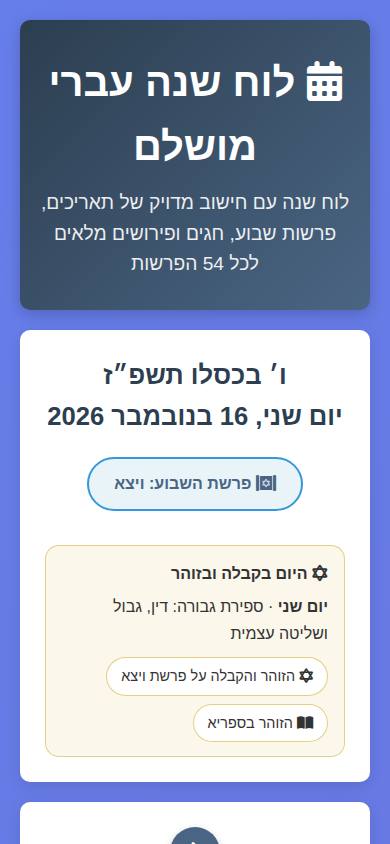 לוח שנה עברי
מושלם
לוח שנה עם חישוב מדויק של תאריכים,
פרשות שבוע, חגים ופירושים מלאים
לכל 54 הפרשות
ו׳ בכסלו תשפ״ז
יום שני, 16 בנובמבר 2026
פרשת השבוע: ויצא
היום בקבלה ובזוהר
יום שני · ספירת גבורה: דין, גבול
ושליטה עצמית
הזוהר והקבלה על פרשת ויצא
הזוהר בספריא